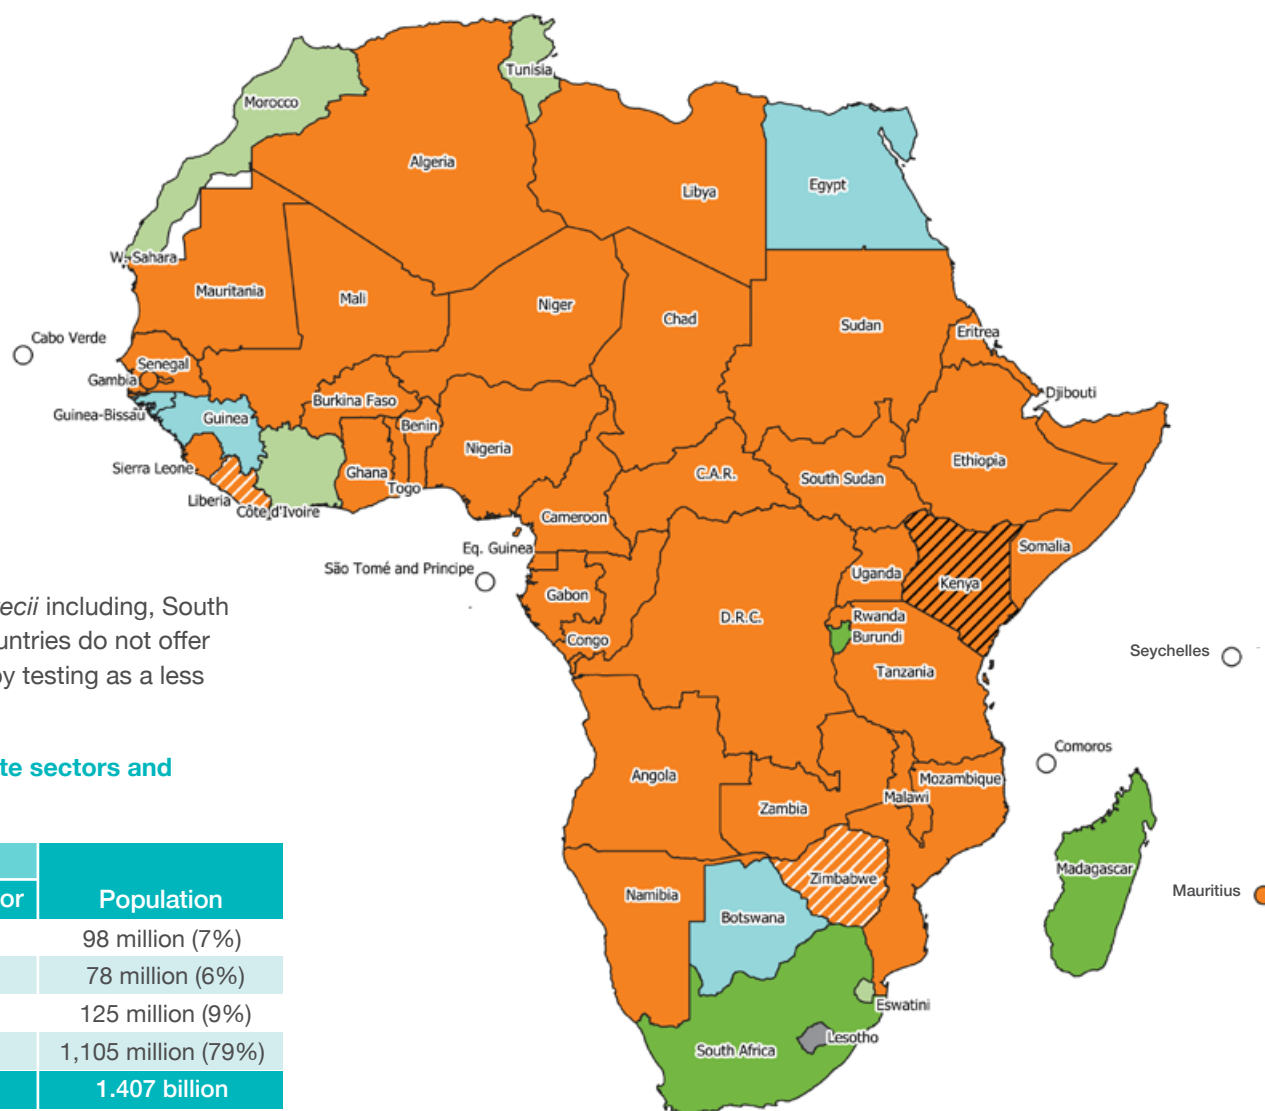 Tunisia
Morocco
Algeria
Libya
Egypt
W. Sahara
Mauritania
Mali
Niger
Chad
Sudan
Eritrea
Cabo Verde
Senegal
Gambia
Djibouti
Burkina Faso
Guinea-Bissau
Guinea
Benin
Nigeria
Ethiopia
Sierra Leone
Ghana
C.A.R.
South Sudan
Togo
Liberia
Côte d'Ivoire
Cameroon
Eq. Guinea
Somalia
São Tomé and Principe
Uganda
Kenya
Gabon
D.R.C.
Rwanda
Congo
Burundi
Seychelles
Tanzania
ecii including, South
untries do not offer
by testing as a less
Comoros
te sectors and
Angola
Mozambique
Malawi
Zambia
Madagascar
Zimbabwe
Mauritius
Namibia
Botswana
Eswatini
Lesotho
South Africa
or
Population
98 million (7%)
78 million (6%)
125 million (9%)
1,105 million (79%)
1.407 billion